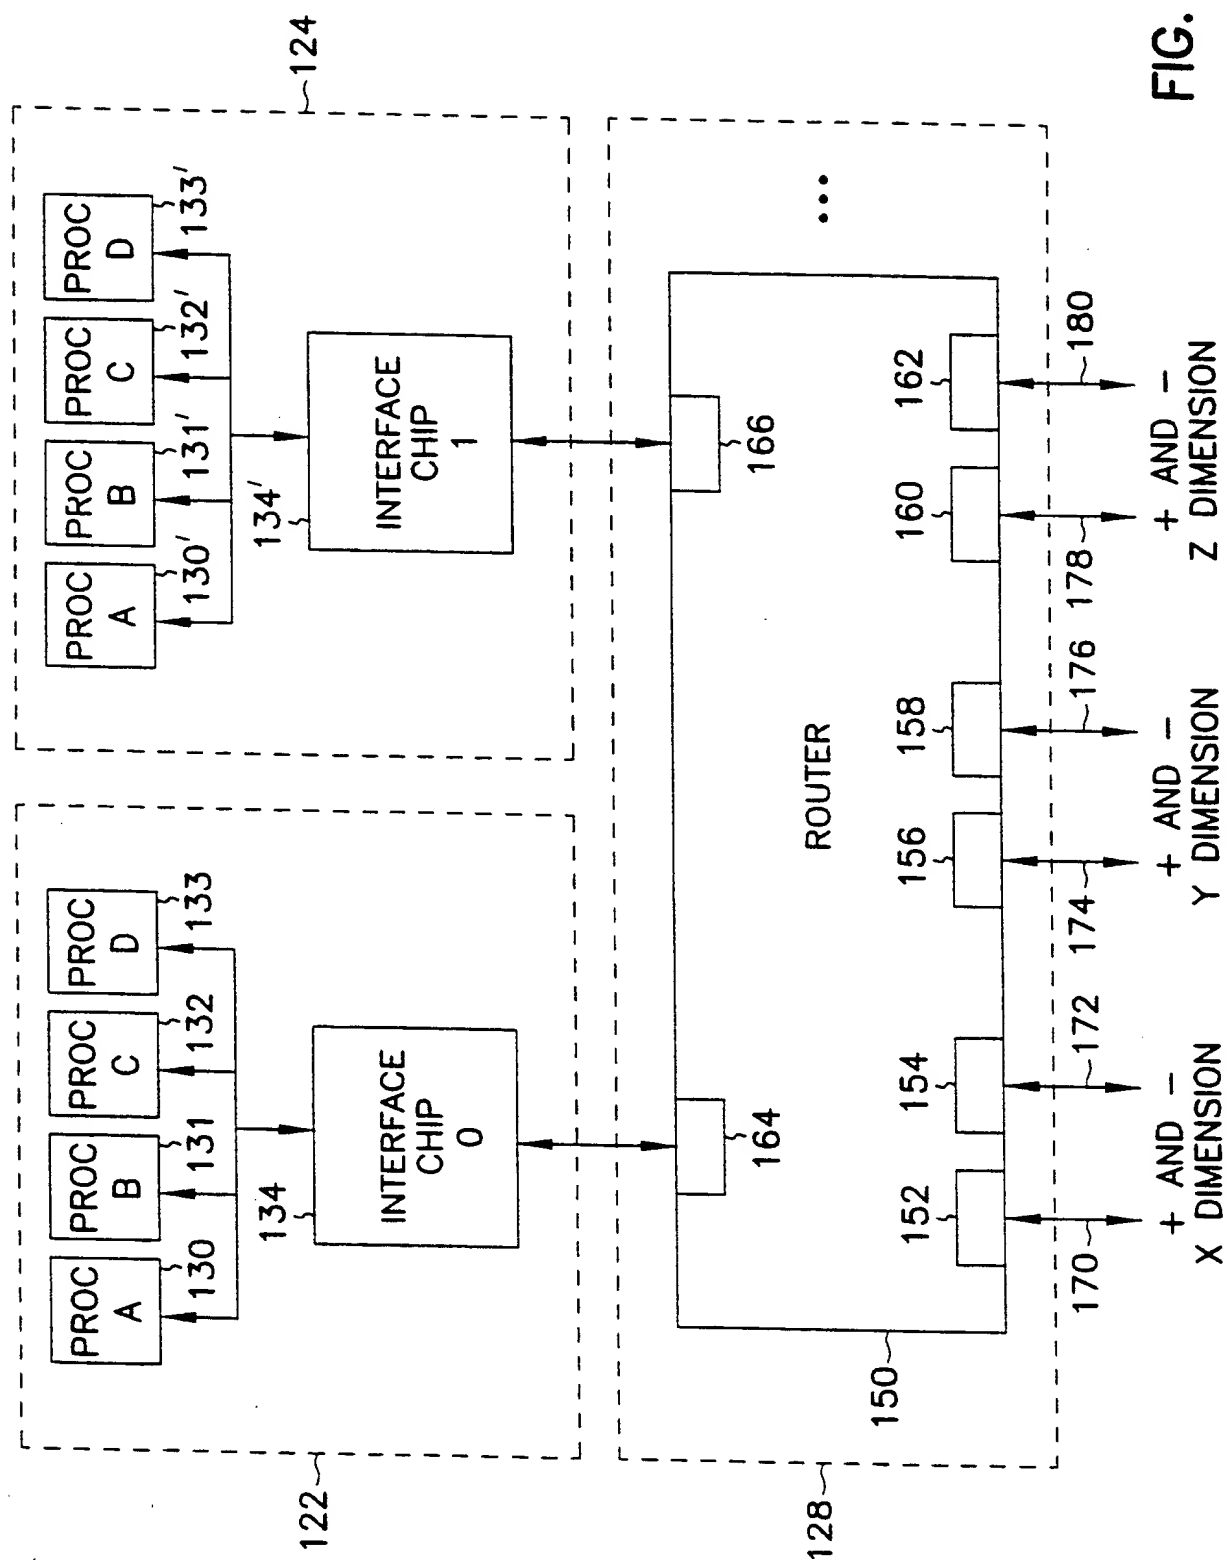 124
PROC
A
130'
PROC
B
131'
PROC
C
132'
PROC
D
133'
134'
INTERFACE
CHIP
1
122
PROC
A
130
PROC
B
131
PROC
C
132
PROC
D
133
134
INTERFACE
CHIP
0
128
150
164
166
...
ROUTER
152
154
156
158
160
162
170
172
174
176
178
180
+ AND -
X DIMENSION
+ AND -
Y DIMENSION
+ AND -
Z DIMENSION
FIG.